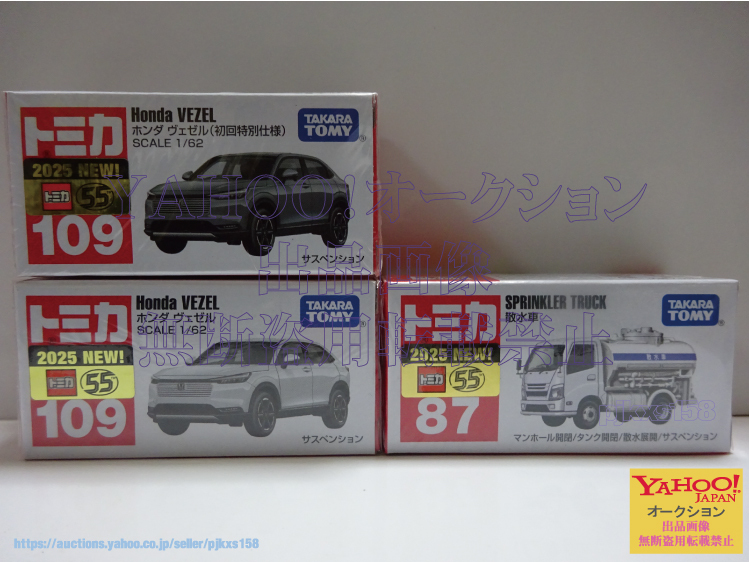 トミカ
2025 NEW!
トミカ 55
109
Honda VEZEL
ホンダ ヴェゼル(初回特別仕様)
SCALE 1/62
TAKARA
TOMY
サスペンション
トミカ
2025 NEW!
トミカ 55
109
Honda VEZEL
ホンダ ヴェゼル
SCALE 1/62
TAKARA
TOMY
サスペンション
トミカ
2025 NEW!
トミカ 55
87
SPRINKLER TRUCK
散水車
TAKARA
TOMY
散水車
マンホール開閉/タンク開閉/散水展開/サスペンション
YAHOO!オークション
出品画像
無断盗用転載禁止
pjkxs158
YAHOO!
JAPAN
オークション
出品画像
無断盗用転載禁止
https://auctions.yahoo.co.jp/seller/pjkxs158